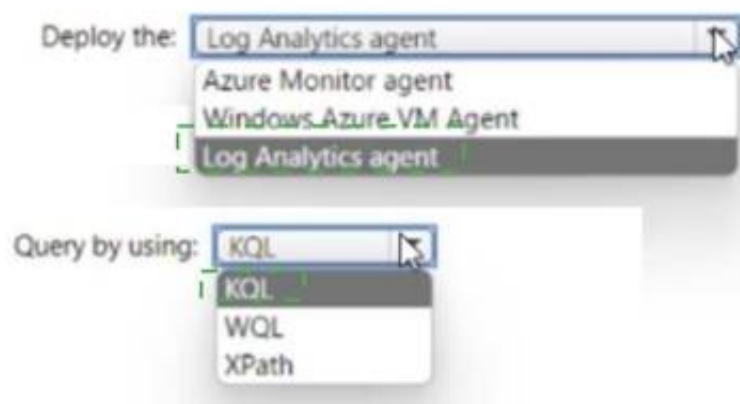 Deploy the: Log Analytics agent
Azure Monitor agent
Windows Azure VM Agent
Log Analytics agent
Query by using: KQL
KQL
WQL
XPath